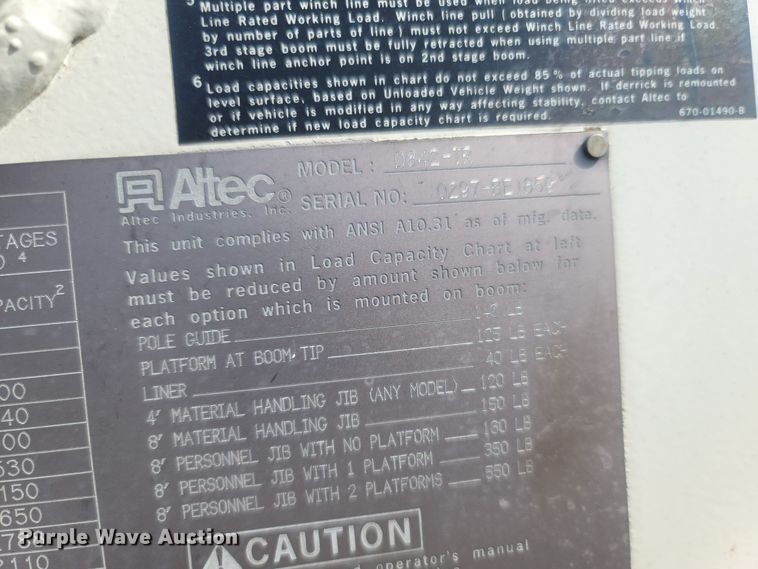 5 Multiple part winch line must be used when load being lifted exceeds Winch
Line Rated Working Load. Winch line pull (obtained by dividing load weight
by number of parts of line) must not exceed Winch Line Rated Working Load.
3rd stage boom must be fully retracted when using multiple part line if
winch line anchor point is on 2nd stage boom.
6 Load capacities shown in chart do not exceed 85% of actual tipping loads on
level surface, based on Unloaded Vehicle Weight shown. If derrick is remounted
or if vehicle is modified in any way affecting stability, contact Altec to
determine if new load capacity chart is required.
670-01490-B
Altec®
Altec Industries, Inc.
MODEL:
SERIAL NO:
This unit complies with ANSI A10.31 as of mfg. date.
Values shown in Load Capacity Chart at left
must be reduced by amount shown below for
each option which is mounted on boom:
POLE GUIDE LB
PLATFORM AT BOOM TIP 125 LB EACH
LINER 40 LB EACH
4' MATERIAL HANDLING JIB (ANY MODEL) 120 LB
8' MATERIAL HANDLING JIB 150 LB
8' PERSONNEL JIB WITH NO PLATFORM LB
8' PERSONNEL JIB WITH 1 PLATFORM 350 LB
8' PERSONNEL JIB WITH 2 PLATFORMS 550 LB
CAUTION
operator's manual
TAGES
4
PACITY2
00
40
00
530
150
650
110
Purple Wave Auction